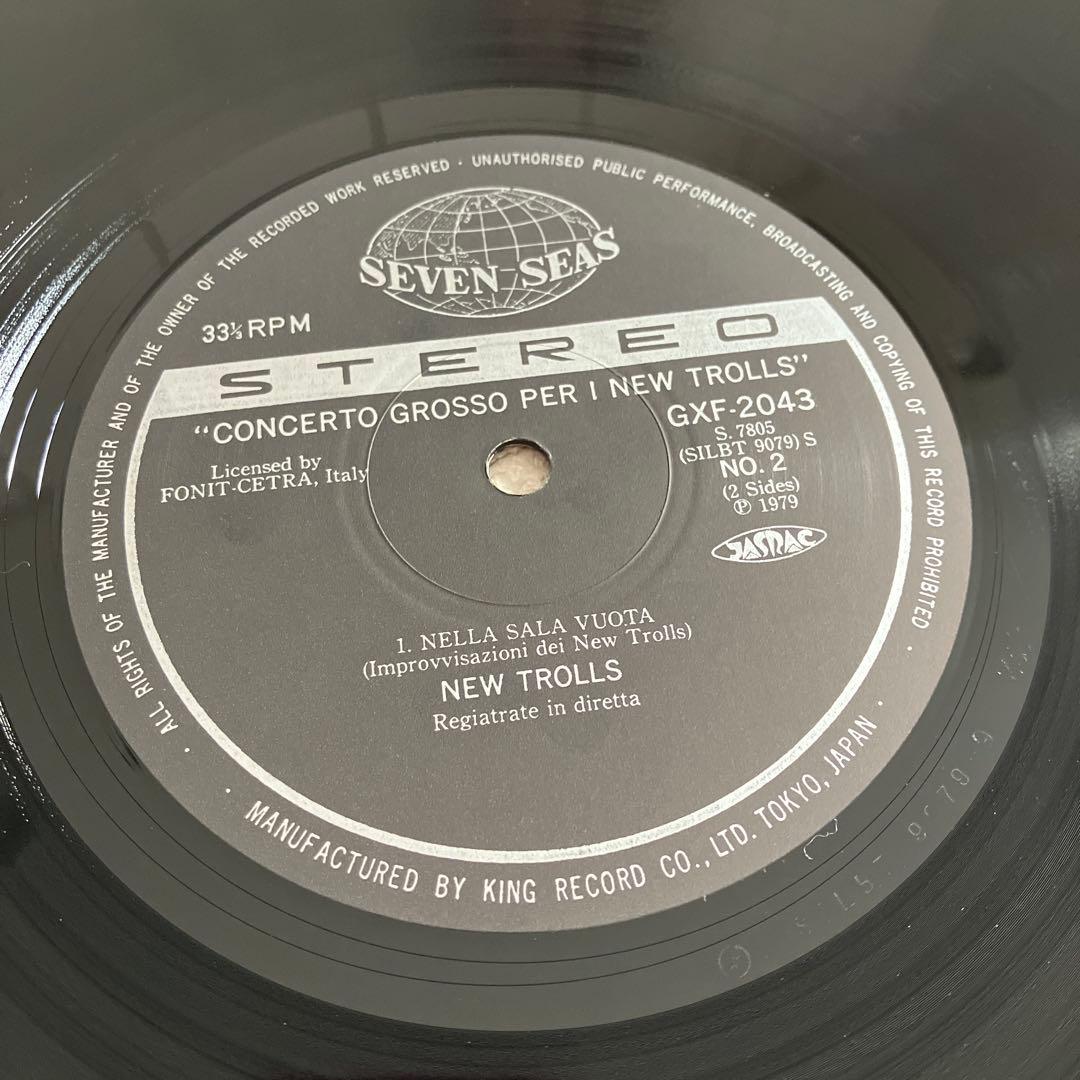 · ALL RIGHTS OF THE MANUFACTURER AND OF THE OWNER OF THE RECORDED WORK RESERVED · UNAUTHORISED PUBLIC PERFORMANCE, BROADCASTING AND COPYING OF THIS RECORD PROHIBITED ·
SEVEN SEAS
33⅓ RPM
STEREO
"CONCERTO GROSSO PER I NEW TROLLS"
Licensed by
FONIT-CETRA, Italy
GXF-2043
S. 7805
(SILBT 9079) S
NO. 2
(2 Sides)
Ⓟ 1979
JASRAC
1. NELLA SALA VUOTA
(Improvvisazioni dei New Trolls)
NEW TROLLS
Regiatrate in diretta
· MANUFACTURED BY KING RECORD CO., LTD. TOKYO, JAPAN ·